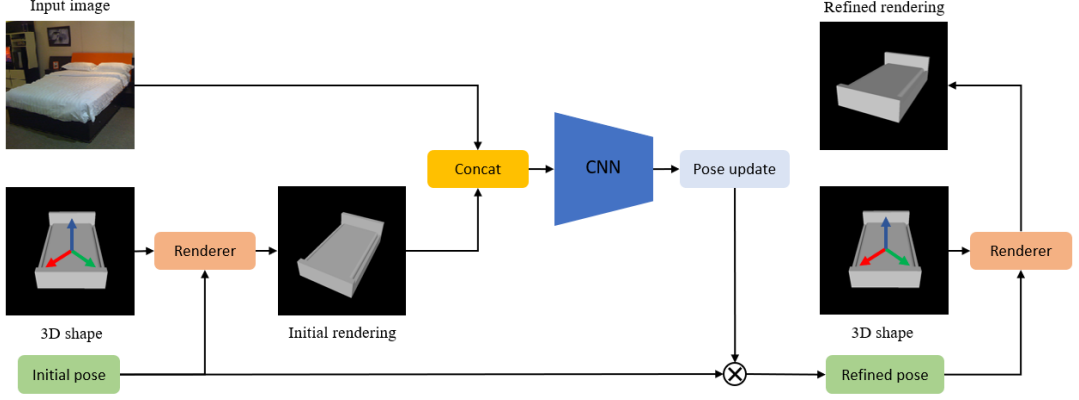 Input image
Refined rendering
Concat
CNN
Pose update
Renderer
Renderer
3D shape
Initial rendering
3D shape
Initial pose
Refined pose